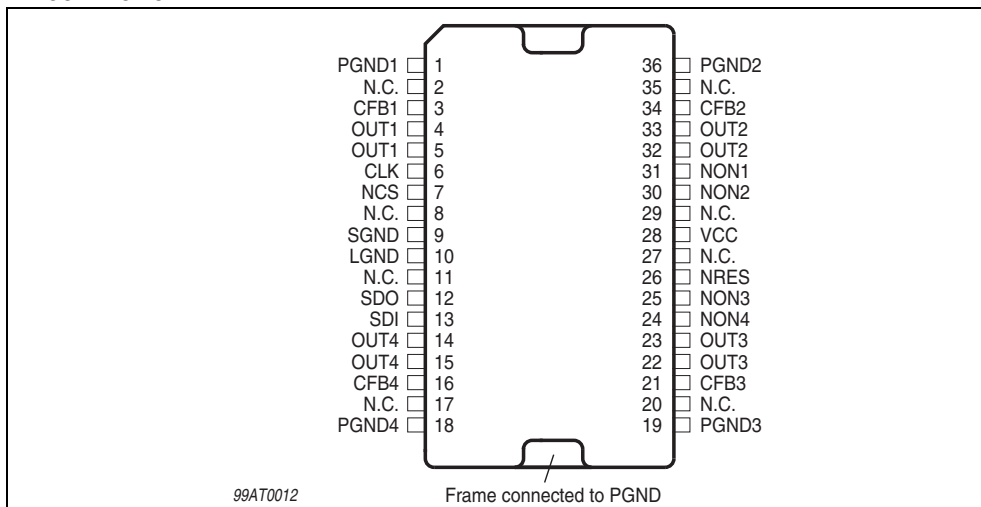 PGND1 1 36 PGND2
N.C. 2 35 N.C.
CFB1 3 34 CFB2
OUT1 4 33 OUT2
OUT1 5 32 OUT2
CLK 6 31 NON1
NCS 7 30 NON2
N.C. 8 29 N.C.
SGND 9 28 VCC
LGND 10 27 N.C.
N.C. 11 26 NRES
SDO 12 25 NON3
SDI 13 24 NON4
OUT4 14 23 OUT3
OUT4 15 22 OUT3
CFB4 16 21 CFB3
N.C. 17 20 N.C.
PGND4 18 19 PGND3
99AT0012 Frame connected to PGND